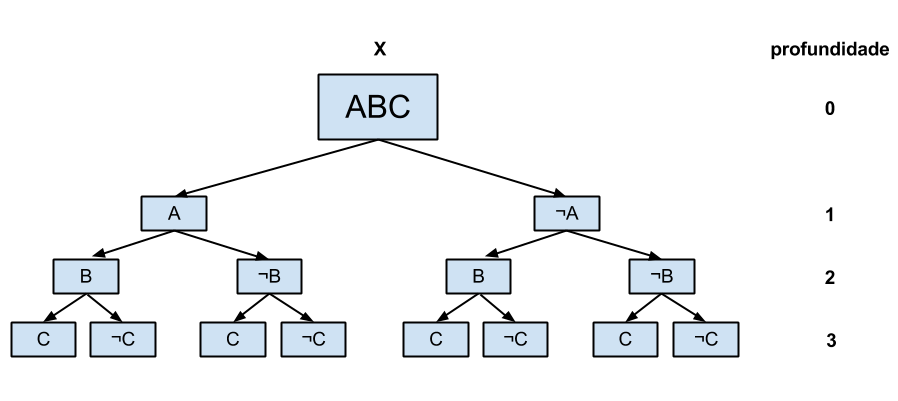 X profundidade
ABC 0
A ¬A 1
B ¬B B ¬B 2
C ¬C C ¬C C ¬C C ¬C 3